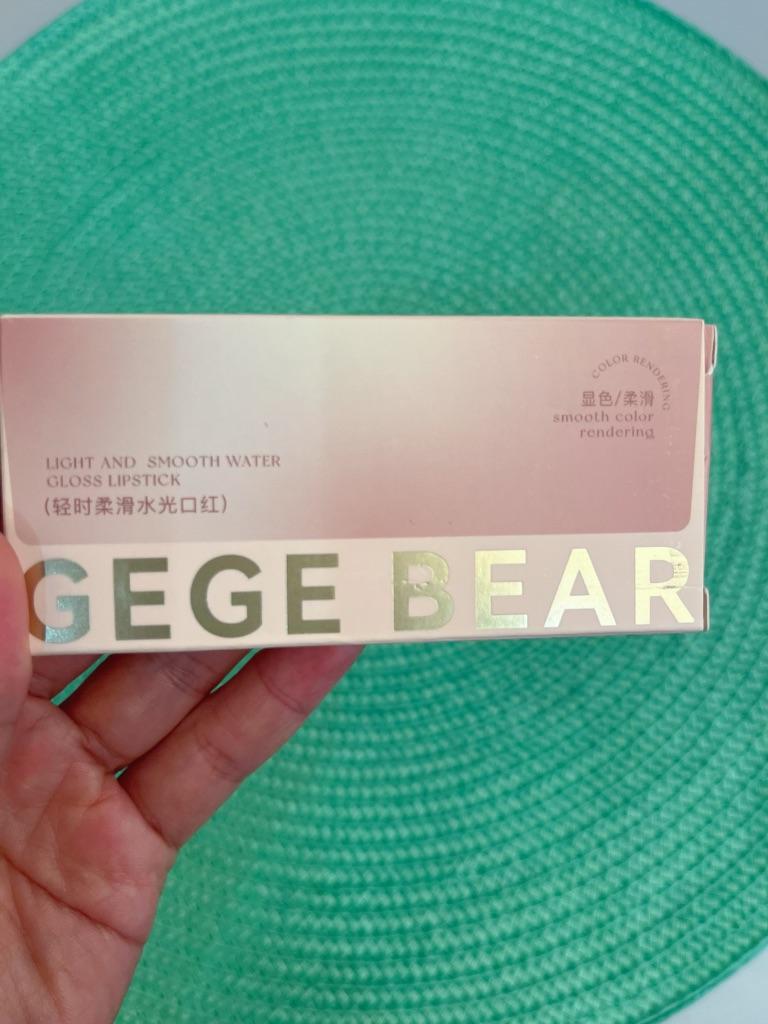 COLOR RENDERING
显色/柔滑
smooth color
rendering
LIGHT AND SMOOTH WATER
GLOSS LIPSTICK
(轻时柔滑水光口红)
GEGE BEAR